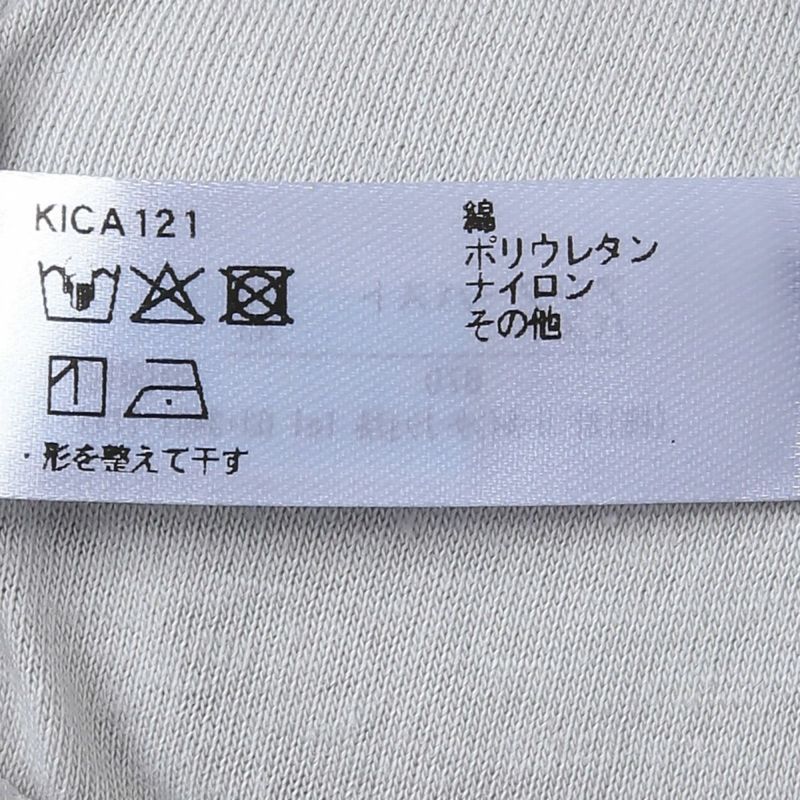 KICA121
綿
ポリウレタン
ナイロン
その他
・形を整えて干す